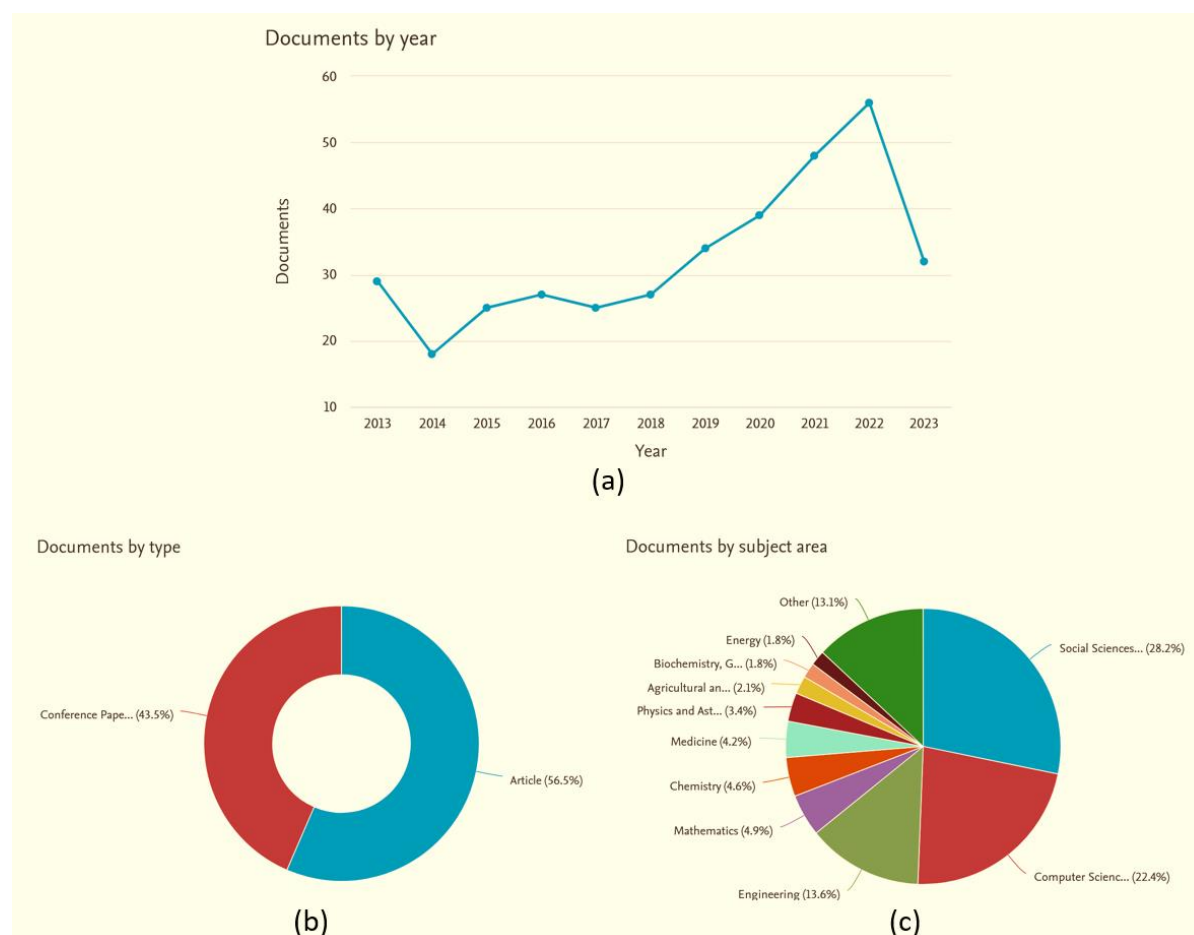 Documents by year
60
50
40
30
20
10
Documents
2013 2014 2015 2016 2017 2018 2019 2020 2021 2022 2023
Year
(a)
Documents by type
Conference Pape... (43.5%)
Article (56.5%)
(b)
Documents by subject area
Other (13.1%)
Energy (1.8%)
Biochemistry, G... (1.8%)
Agricultural an... (2.1%)
Physics and Ast... (3.4%)
Medicine (4.2%)
Chemistry (4.6%)
Mathematics (4.9%)
Engineering (13.6%)
Social Sciences... (28.2%)
Computer Scienc... (22.4%)
(c)